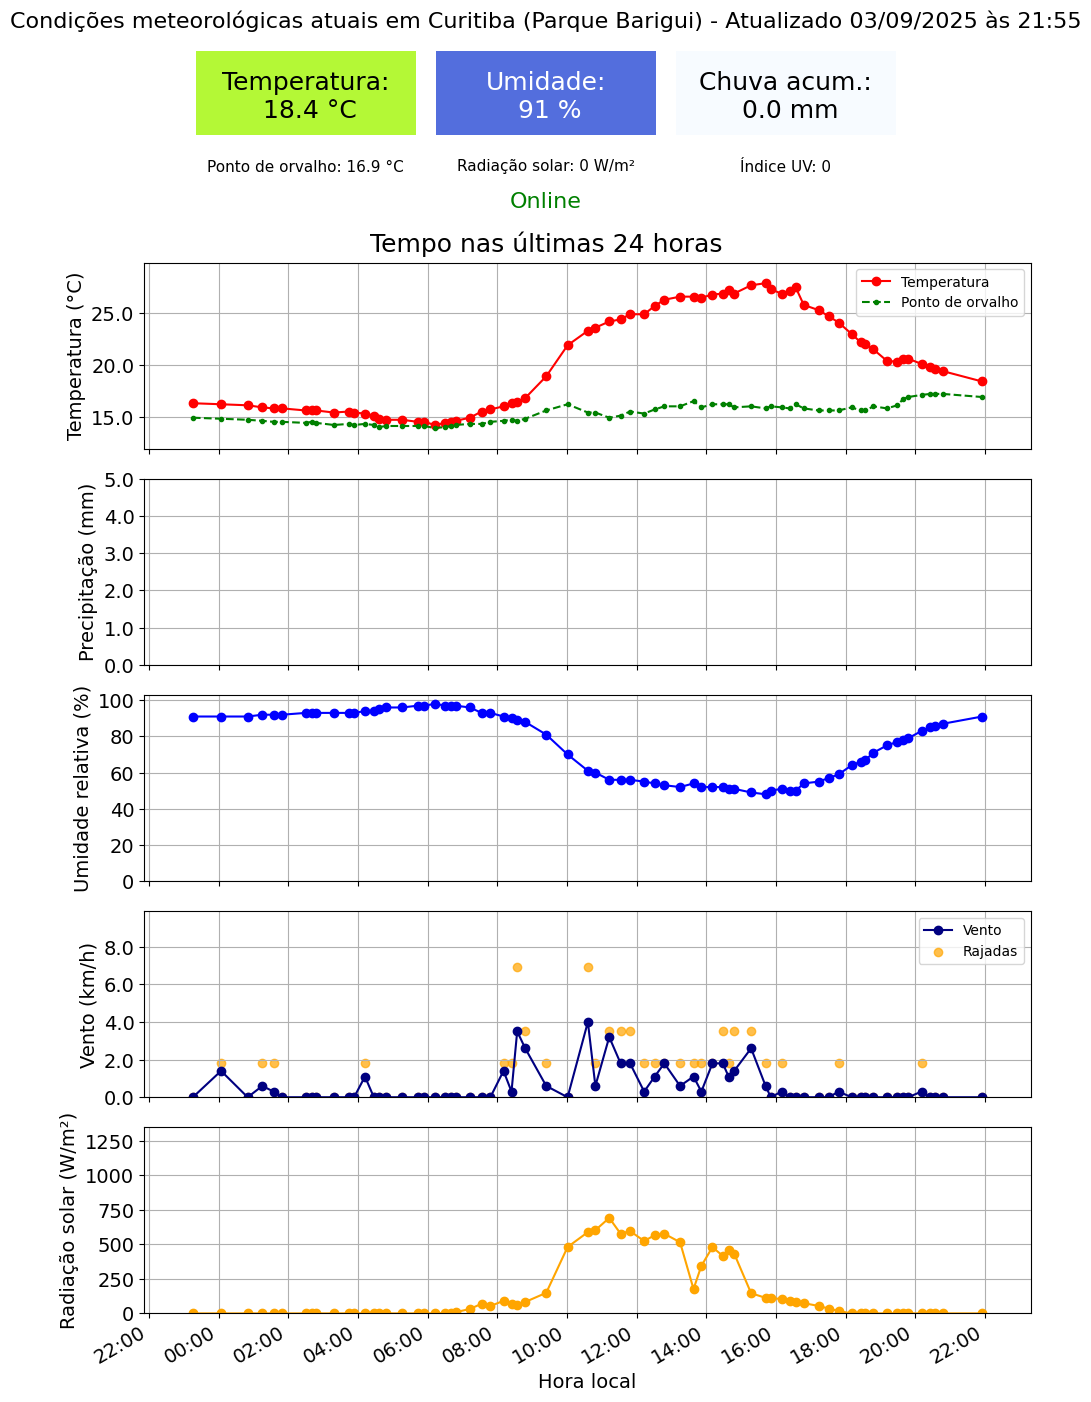 Condições meteorológicas atuais em Curitiba (Parque Barigui) - Atualizado 03/09/2025 às 21:55
Temperatura:
18.4 °C
Umidade:
91 %
Chuva acum.:
0.0 mm
Ponto de orvalho: 16.9 °C
Radiação solar: 0 W/m²
Índice UV: 0
Online
Tempo nas últimas 24 horas
Temperatura (°C)
25.0
20.0
15.0
Temperatura
Ponto de orvalho
Precipitação (mm)
5.0
4.0
3.0
2.0
1.0
0.0
Umidade relativa (%)
100
80
60
40
20
0
Vento (km/h)
8.0
6.0
4.0
2.0
0.0
Vento
Rajadas
Radiação solar (W/m²)
1250
1000
750
500
250
0
22:00
00:00
02:00
04:00
06:00
08:00
10:00
12:00
14:00
16:00
18:00
20:00
22:00
Hora local